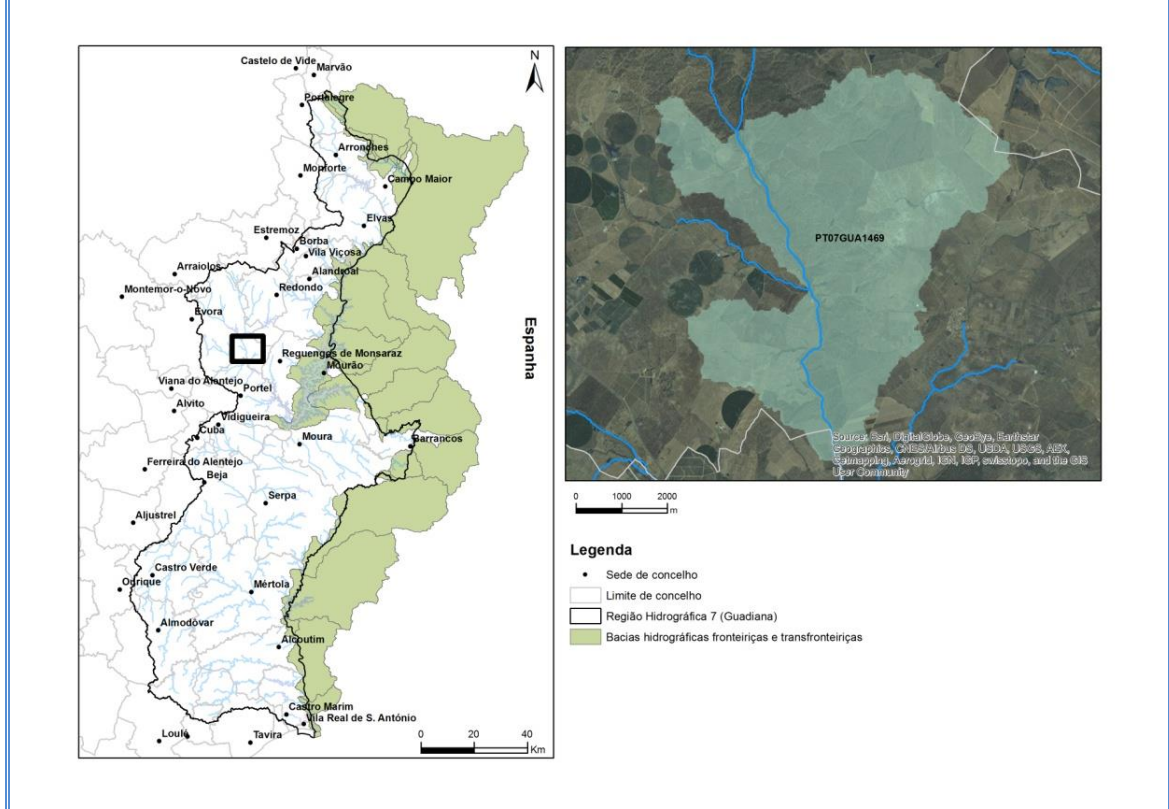 Castelo de Vide
Marvão
Portalegre
Arronches
Monforte
Campo Maior
Elvas
Estremoz
Borba
Vila Viçosa
Arraiolos
Alandroal
Montemor-o-Novo
Redondo
Évora
Reguengos de Monsaraz
Mourão
Viana do Alentejo
Portel
Alvito
Vidigueira
Cuba
Moura
Barrancos
Ferreira do Alentejo
Beja
Serpa
Aljustrel
Castro Verde
Ourique
Mértola
Almodôvar
Alcoutim
Castro Marim
Vila Real de S. António
Loulé
Tavira
Espanha
N
0 20 40
Km
PT07GUA1469
Source: Esri, DigitalGlobe, GeoEye, Earthstar
Geographics, CNES/Airbus DS, USDA, USGS, AEX,
Getmapping, Aerogrid, IGN, IGP, swisstopo, and the GIS
User Community
0 1000 2000
m
Legenda
Sede de concelho
Limite de concelho
Região Hidrográfica 7 (Guadiana)
Bacias hidrográficas fronteiriças e transfronteiriças